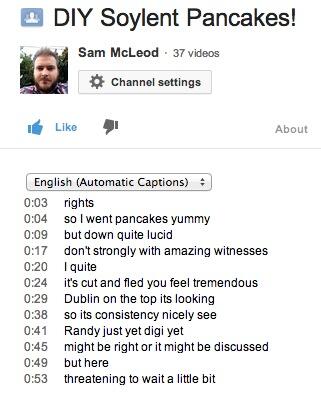 DIY Soylent Pancakes!
Sam McLeod · 37 videos
Channel settings
Like
About
English (Automatic Captions)
0:03 rights
0:04 so I went pancakes yummy
0:09 but down quite lucid
0:17 don't strongly with amazing witnesses
0:20 I quite
0:24 it's cut and fled you feel tremendous
0:29 Dublin on the top its looking
0:38 so its consistency nicely see
0:41 Randy just yet digi yet
0:45 might be right or it might be discussed
0:49 but here
0:53 threatening to wait a little bit